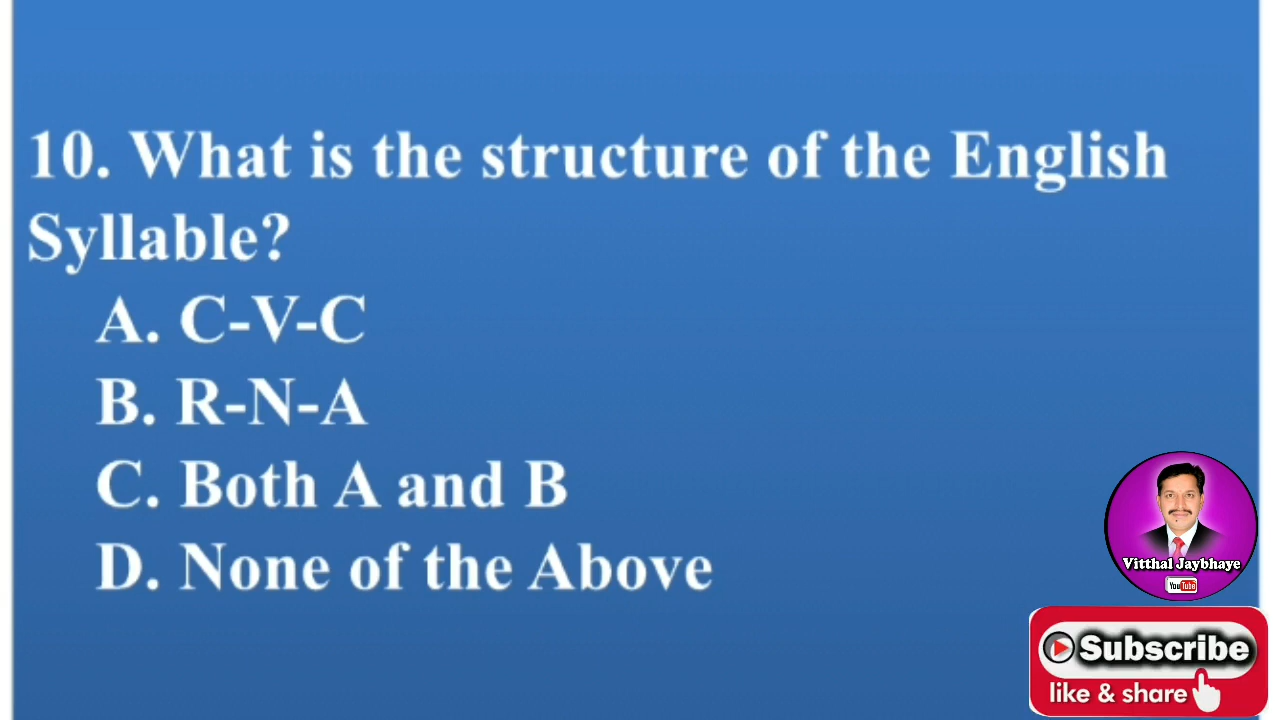 10. What is the structure of the English
Syllable?
A. C-V-C
B. R-N-A
C. Both A and B
D. None of the Above
Vitthal Jaybhaye
YouTube
Subscribe
like & share